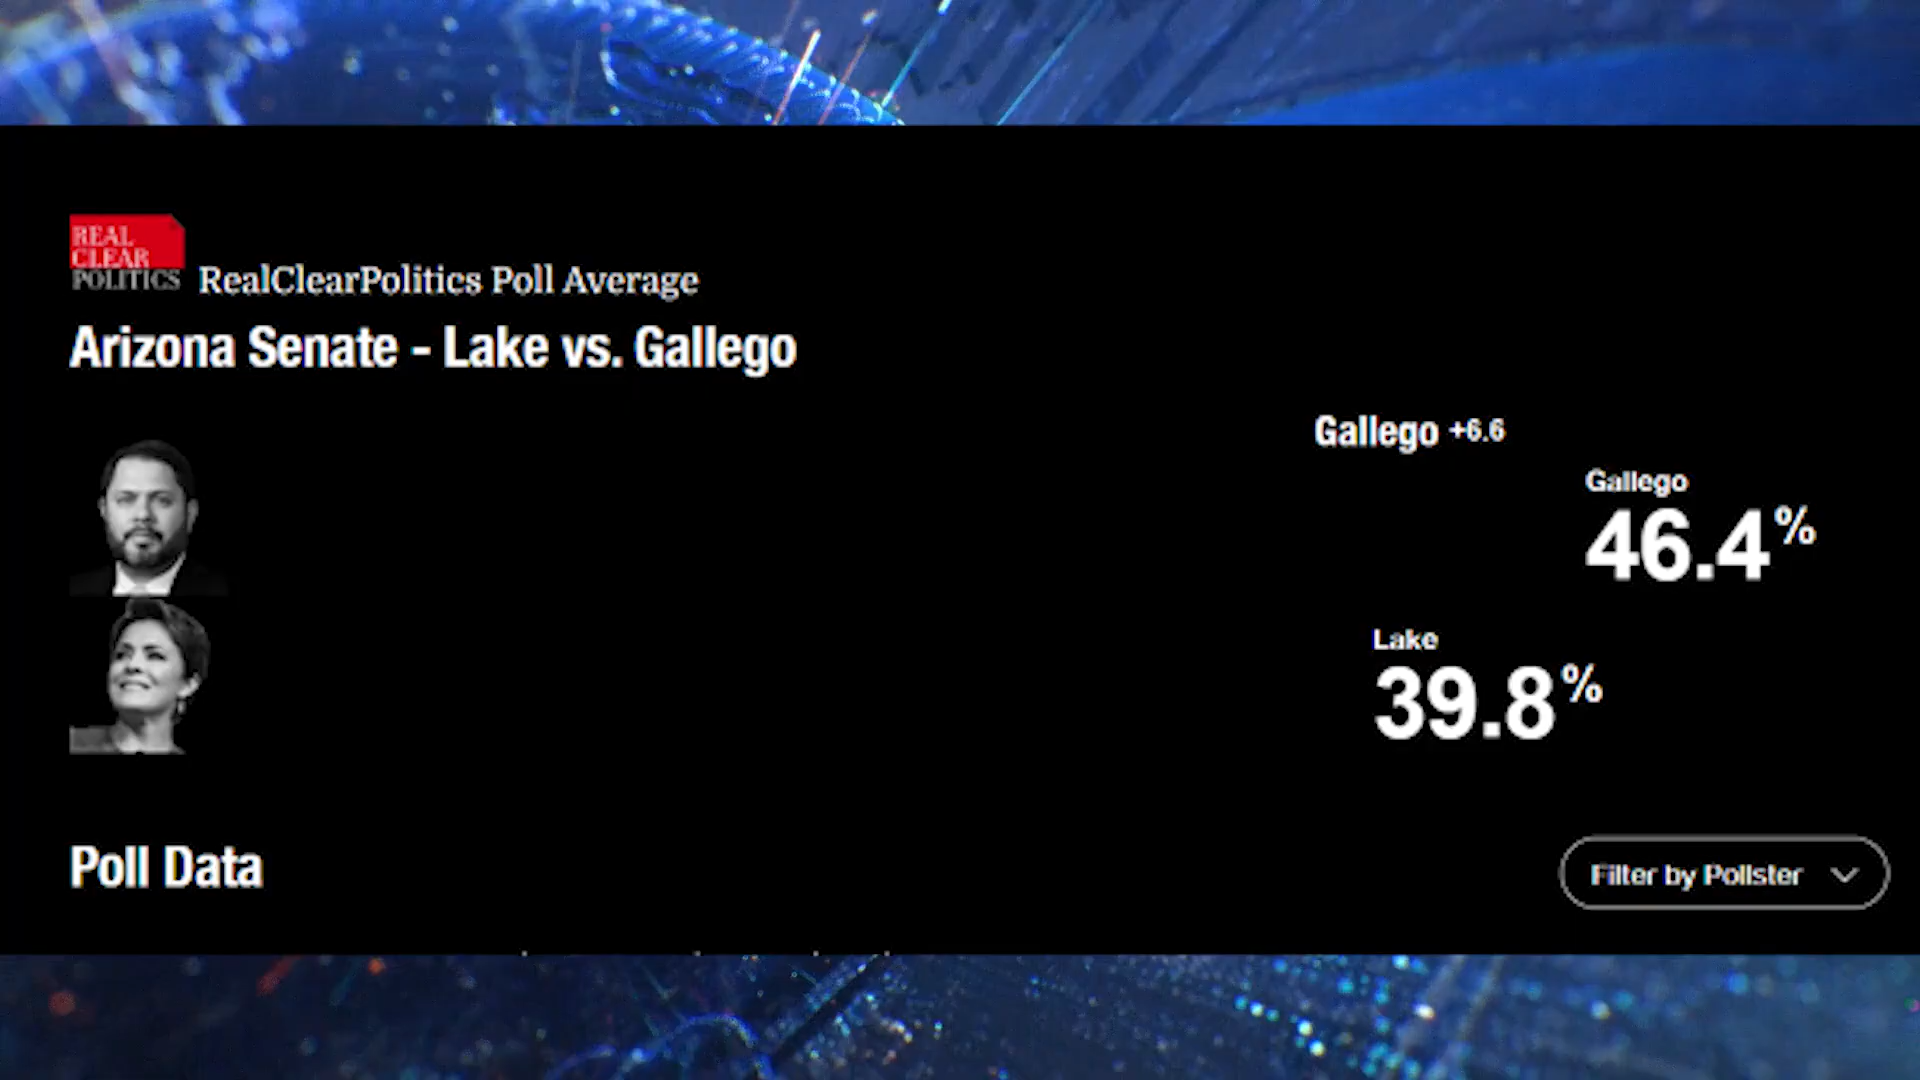 REAL
CLEAR
POLITICS
RealClearPolitics Poll Average
Arizona Senate - Lake vs. Gallego
Gallego +6.6
Gallego
46.4%
Lake
39.8%
Poll Data
Filter by Pollster